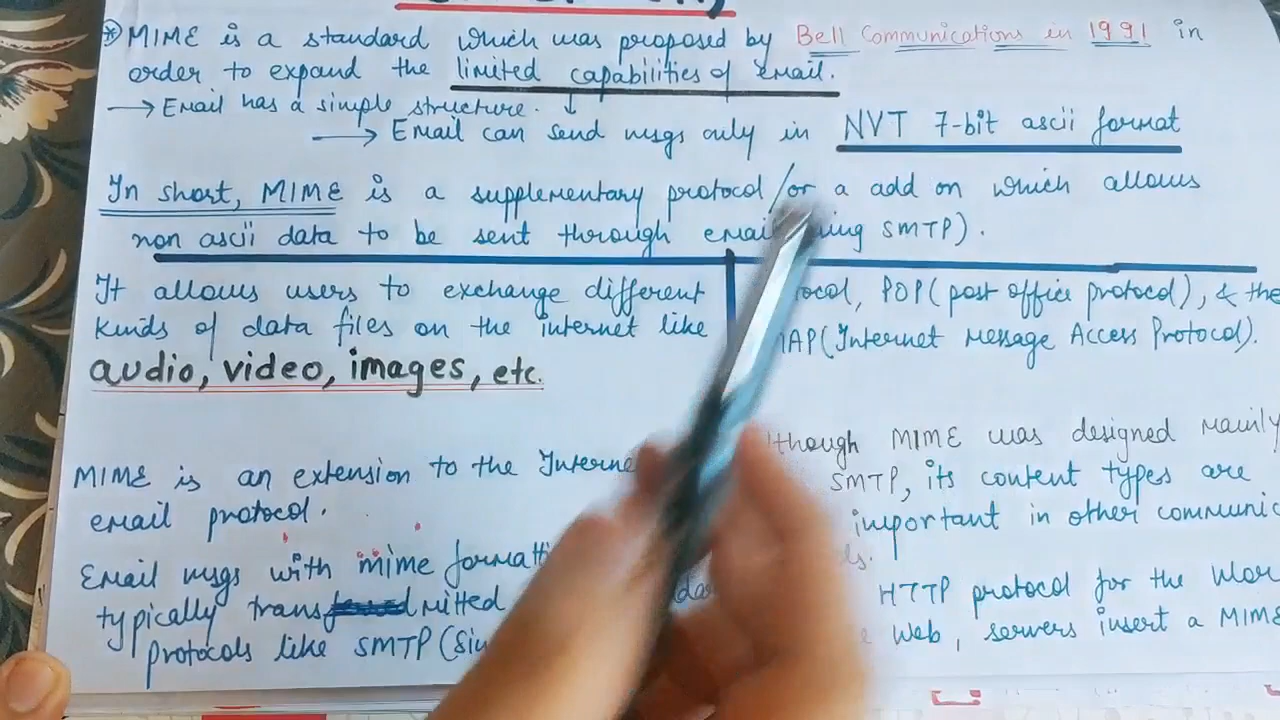 MIME is a standard which was proposed by Bell Communications in 1991 in
order to expand the limited capabilities of email.
→ Email has a simple structure. ↓
→ Email can send msgs only in NVT 7-bit ascii format
In short, MIME is a supplementary protocol/or a add on which allows
non ascii data to be sent through SMTP).
It allows users to exchange different
kinds of data files on the internet like
audio, video, images, etc.
MIME is an extension to the
email protocol.
Email msgs with mime
typically transmitted
protocols like SMTP
POP (post office protocol), & the
(Internet Message Access Protocol).
MIME was designed mainly
SMTP, its content types are
important in other
HTTP protocol for the
Web, servers insert a MIME